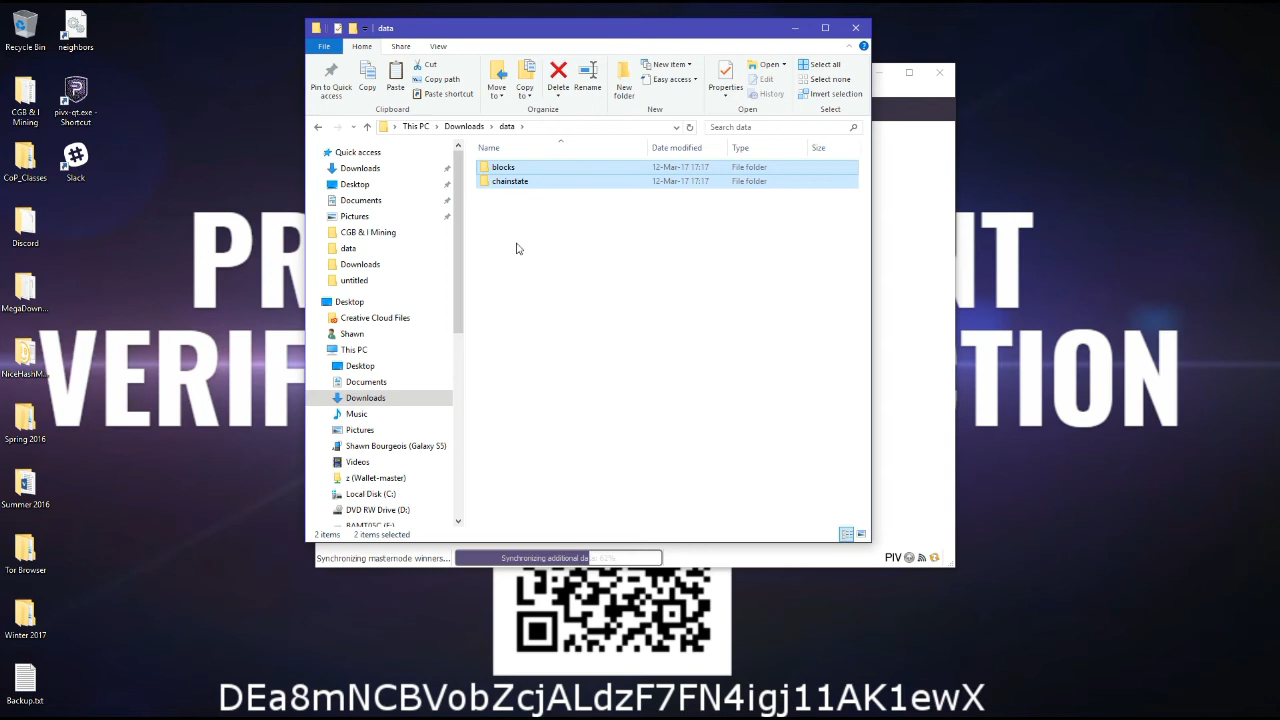 data
File
Home
Share
View
Pin to Quick access
Copy
Paste
Cut
Copy path
Paste shortcut
Clipboard
Move to
Copy to
Delete
Rename
Organize
New folder
New item
Easy access
New
Properties
Open
Edit
History
Open
Select all
Select none
Invert selection
Select
This PC
Downloads
data
Search data
Name
Date modified
Type
Size
blocks
12-Mar-17 17:17
File folder
chainstate
12-Mar-17 17:17
File folder
Quick access
Downloads
Desktop
Documents
Pictures
CGB & I Mining
data
Downloads
untitled
Desktop
Creative Cloud Files
Shawn
This PC
Desktop
Documents
Downloads
Music
Pictures
Shawn Bourgeois (Galaxy S5)
Videos
z (Wallet-master)
Local Disk (C:)
DVD RW Drive (D:)
2 items
2 items selected
Synchronizing masternode winners...
PIV
Recycle Bin
neighbors
CGB & I
Mining
pivx-qt.exe -
Shortcut
CoP_Classes
Slack
Discord
MegaDown...
NiceHashM...
Spring 2016
Summer 2016
Tor Browser
Winter 2017
Backup.txt
DEa8mNCBVobZcjALdzF7FN4igj11AK1ewX